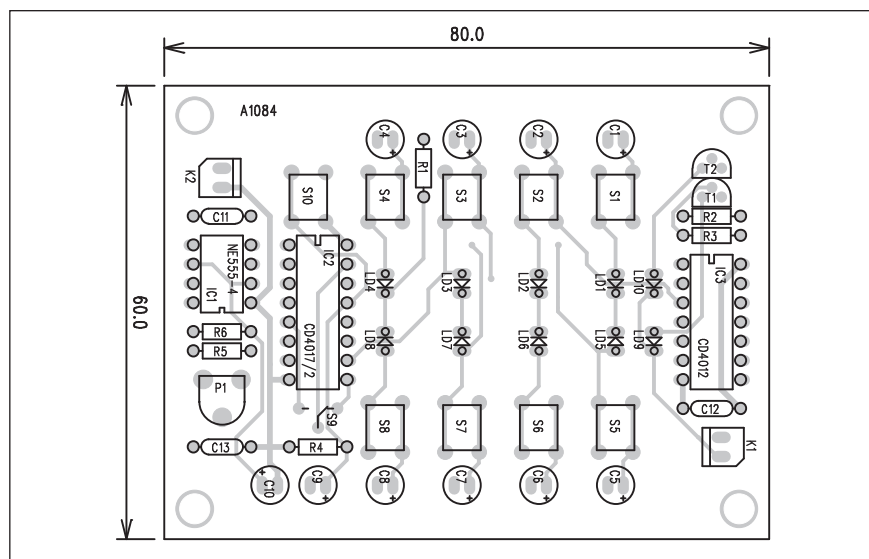 80.0
60.0
A1084
C4
C3
C2
C1
K2
R1
T2
S10
S4
S3
S2
S1
T1
C11
R2
R3
NE555-4
IC1
IC2
CD4017/2
LD4
LD3
LD2
LD1
LD10
IC3
CD4012
R6
R5
LD8
LD7
LD6
LD5
LD9
P1
S9
C12
S8
S7
S6
S5
K1
C13
R4
C10
C9
C8
C7
C6
C5
+
+
+
+
+
+
+
+
+
+